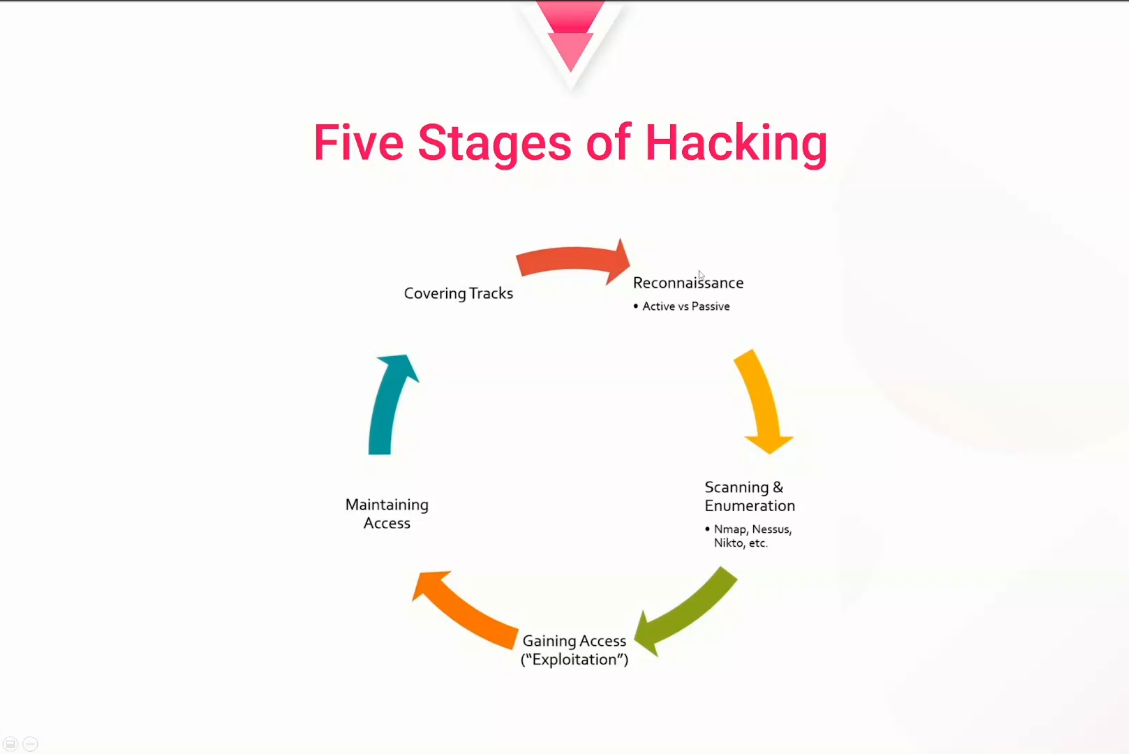 Five Stages of Hacking
Covering Tracks
Reconnaissance
• Active vs Passive
Scanning &
Enumeration
• Nmap, Nessus,
Nikto, etc.
Gaining Access
(“Exploitation”)
Maintaining
Access